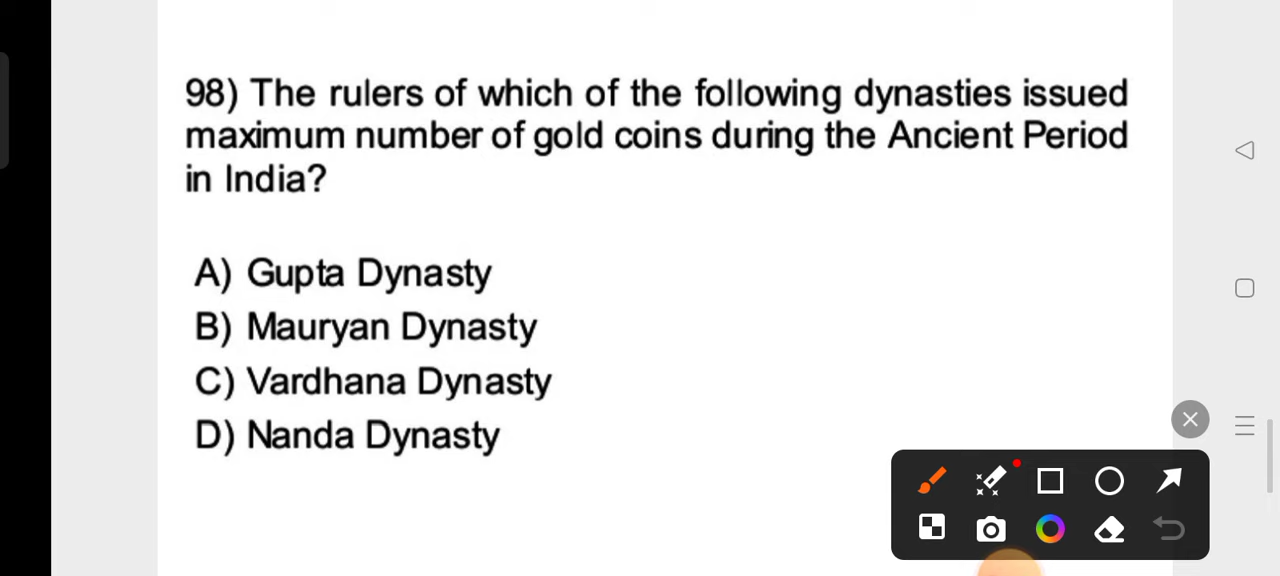 98) The rulers of which of the following dynasties issued
maximum number of gold coins during the Ancient Period
in India?
A) Gupta Dynasty
B) Mauryan Dynasty
C) Vardhana Dynasty
D) Nanda Dynasty